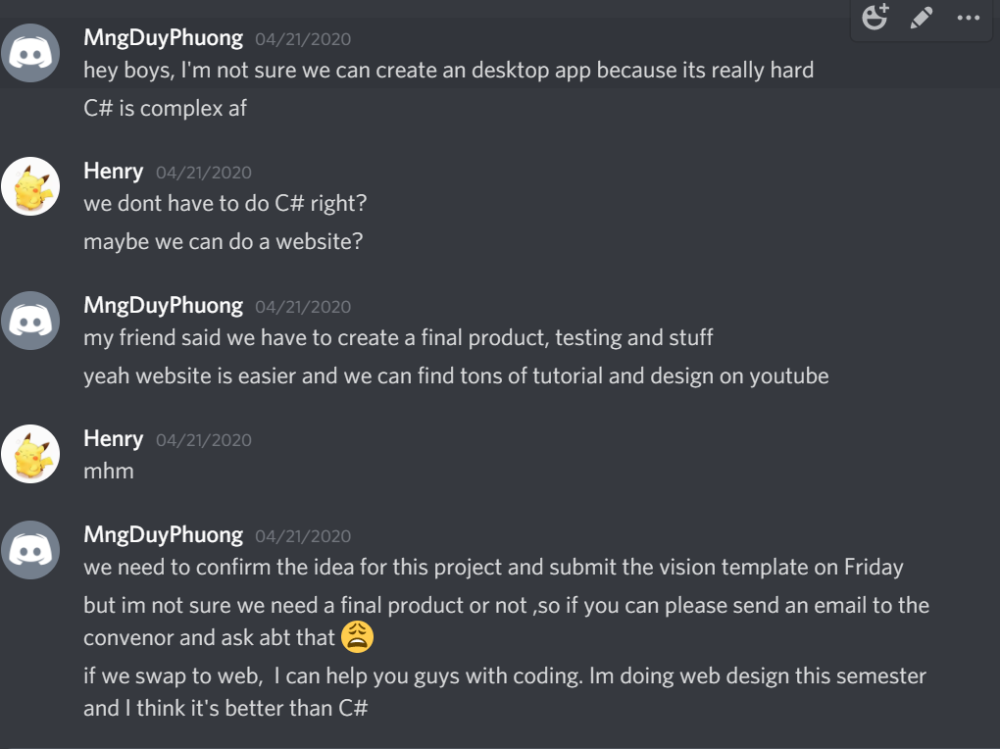 MngDuyPhuong 04/21/2020
hey boys, I'm not sure we can create an desktop app because its really hard
C# is complex af
Henry 04/21/2020
we dont have to do C# right?
maybe we can do a website?
MngDuyPhuong 04/21/2020
my friend said we have to create a final product, testing and stuff
yeah website is easier and we can find tons of tutorial and design on youtube
Henry 04/21/2020
mhm
MngDuyPhuong 04/21/2020
we need to confirm the idea for this project and submit the vision template on Friday
but im not sure we need a final product or not ,so if you can please send an email to the
convenor and ask abt that 😩
if we swap to web,  I can help you guys with coding. Im doing web design this semester
and I think it's better than C#